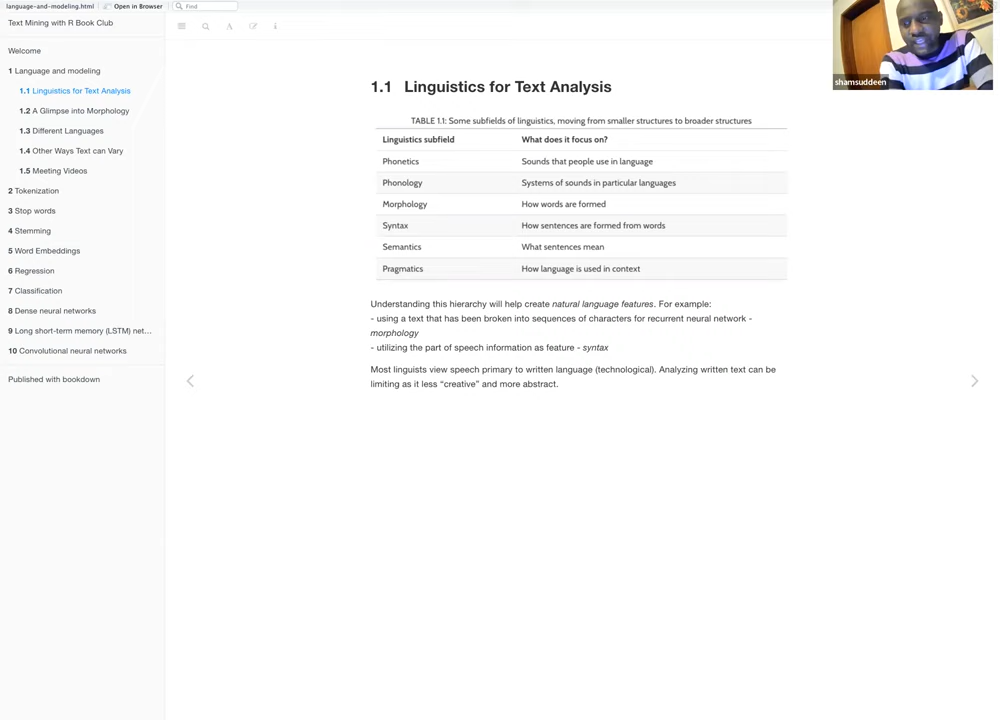 language-and-modeling.html Open in Browser Find
Text Mining with R Book Club
Welcome
1 Language and modeling
1.1 Linguistics for Text Analysis
1.2 A Glimpse into Morphology
1.3 Different Languages
1.4 Other Ways Text can Vary
1.5 Meeting Videos
2 Tokenization
3 Stop words
4 Stemming
5 Word Embeddings
6 Regression
7 Classification
8 Dense neural networks
9 Long short-term memory (LSTM) net…
10 Convolutional neural networks
Published with bookdown
1.1 Linguistics for Text Analysis
TABLE 1.1: Some subfields of linguistics, moving from smaller structures to broader structures
Linguistics subfield What does it focus on?
Phonetics Sounds that people use in language
Phonology Systems of sounds in particular languages
Morphology How words are formed
Syntax How sentences are formed from words
Semantics What sentences mean
Pragmatics How language is used in context
Understanding this hierarchy will help create natural language features. For example:
- using a text that has been broken into sequences of characters for recurrent neural network -
morphology
- utilizing the part of speech information as feature - syntax
Most linguists view speech primary to written language (technological). Analyzing written text can be
limiting as it less “creative” and more abstract.
shamsuddeen